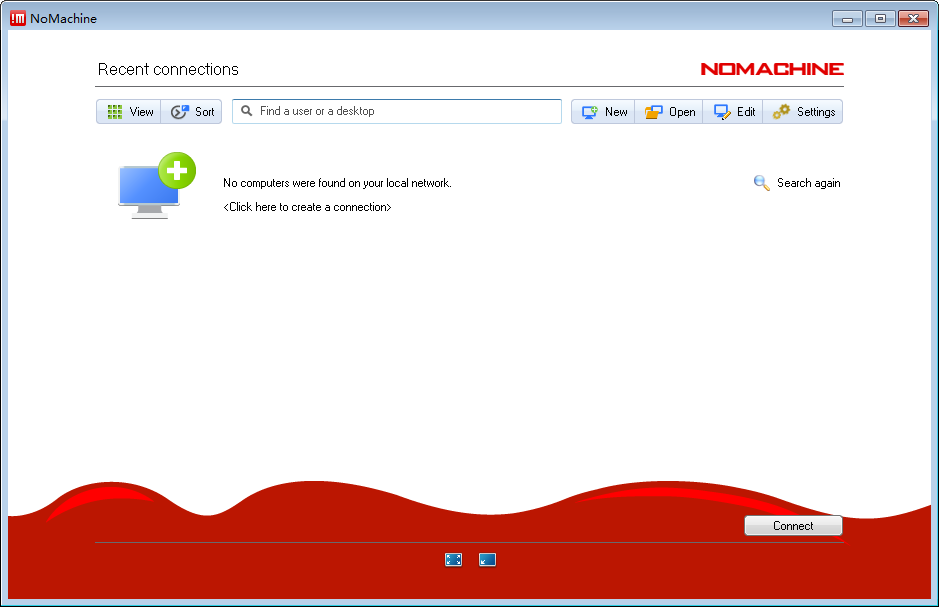 !m NoMachine
Recent connections
NOMACHINE
View Sort Find a user or a desktop New Open Edit Settings
No computers were found on your local network.
Search again
<Click here to create a connection>
Connect